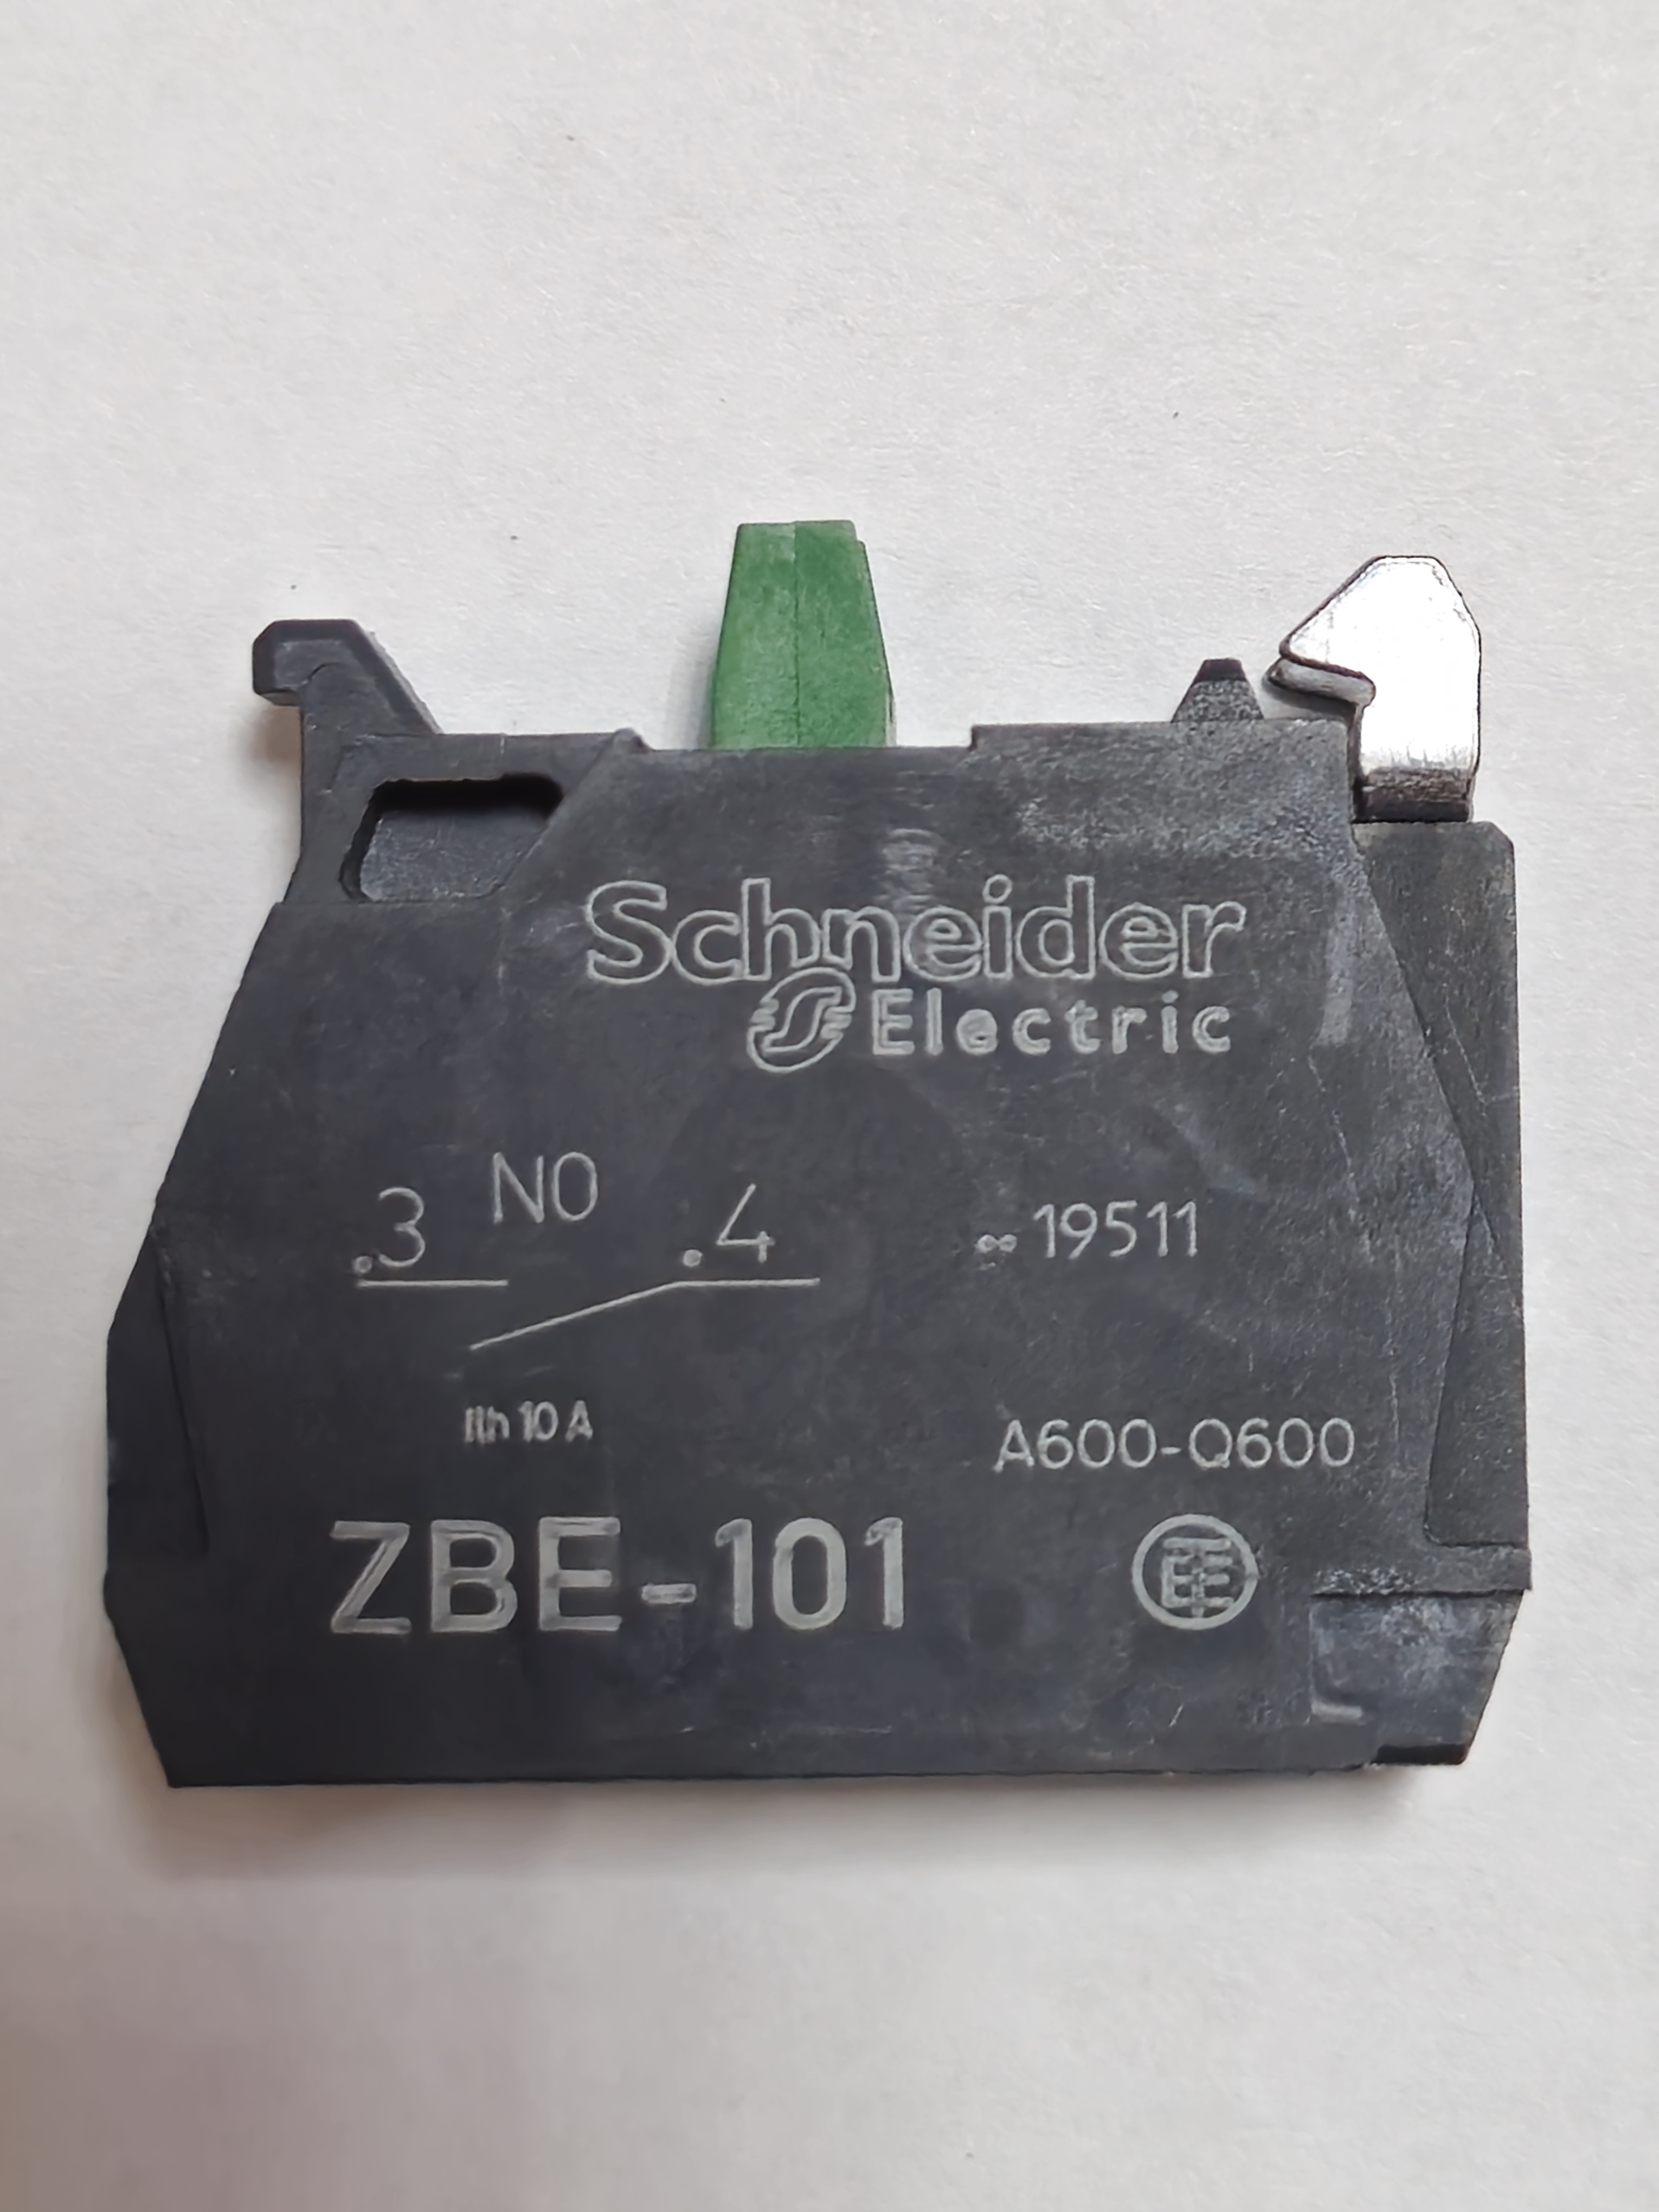 Schneider
Electric
.3 NO .4
∞ 19511
Ith 10 A
A600-Q600
ZBE-101